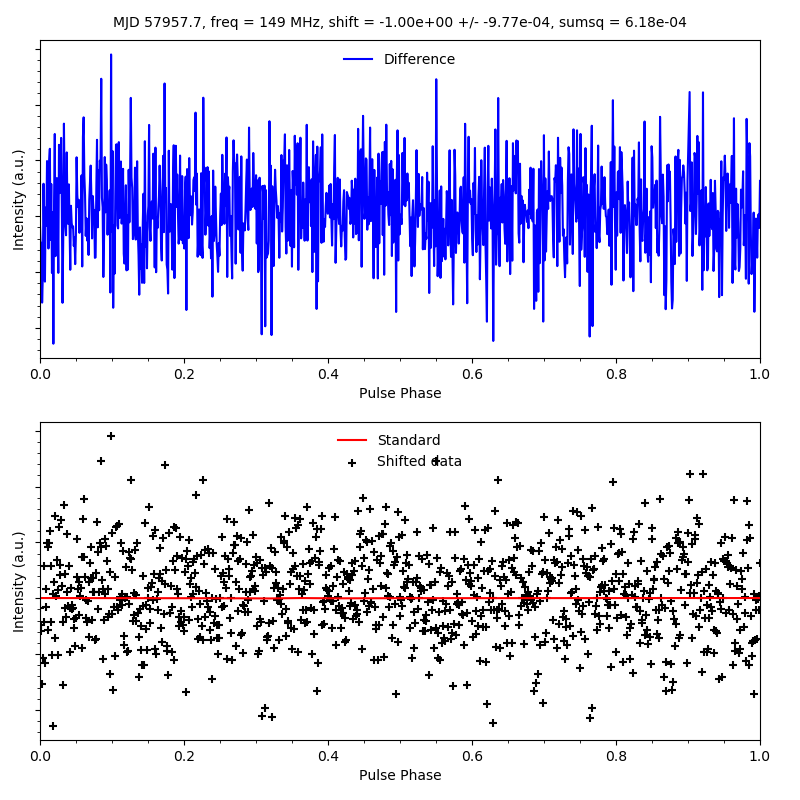 MJD 57957.7, freq = 149 MHz, shift = -1.00e+00 +/- -9.77e-04, sumsq = 6.18e-04
Difference
Intensity (a.u.)
0.0 0.2 0.4 0.6 0.8 1.0
Pulse Phase
Standard
Shifted data
Intensity (a.u.)
0.0 0.2 0.4 0.6 0.8 1.0
Pulse Phase